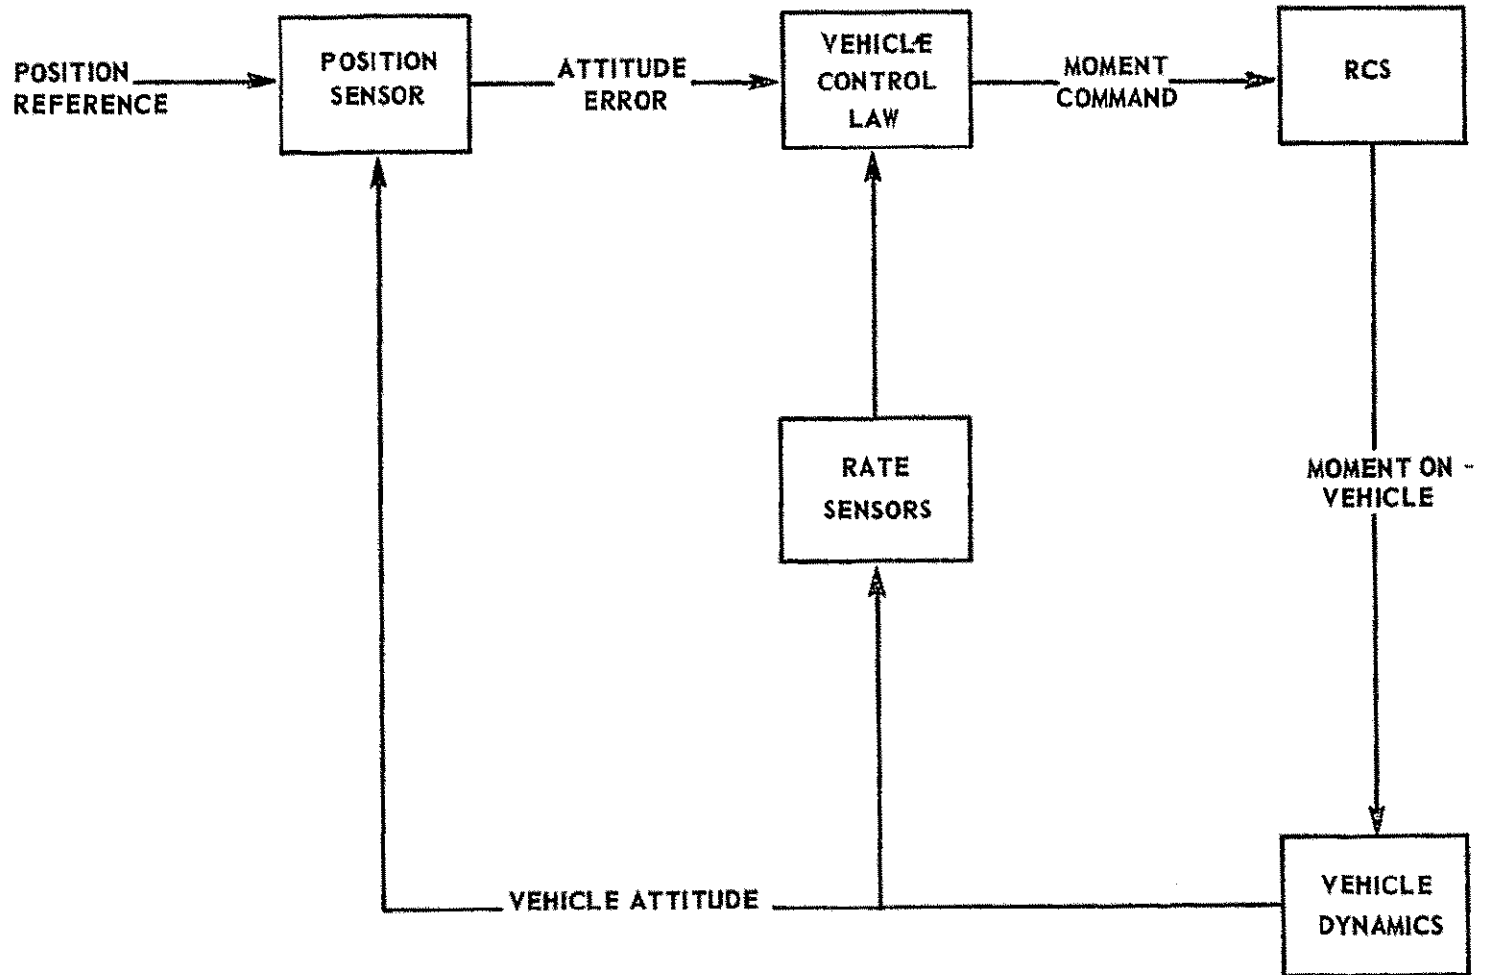 POSITION
REFERENCE
POSITION
SENSOR
ATTITUDE
ERROR
VEHICLE
CONTROL
LAW
MOMENT
COMMAND
RCS
RATE
SENSORS
MOMENT ON
VEHICLE
VEHICLE ATTITUDE
VEHICLE
DYNAMICS